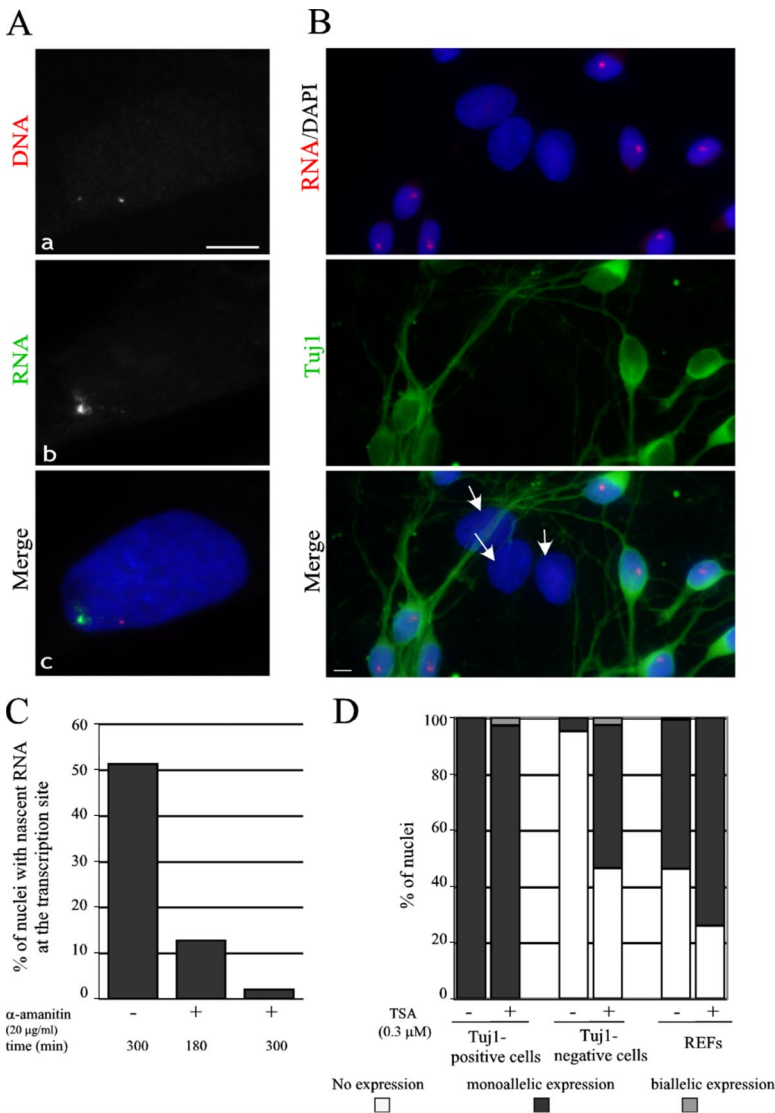 A
B
DNA
a
RNA/DAPI
RNA
b
Tuj1
Merge
c
Merge
C
% of nuclei with nascent RNA
at the transcription site
60
50
40
30
20
10
0
α-amanitin - + +
(20 µg/ml)
time (min) 300 180 300
D
% of nuclei
100
80
60
40
20
0
TSA - + - + - +
(0.3 µM)
Tuj1-
positive cells
Tuj1-
negative cells
REFs
No expression monoallelic expression biallelic expression